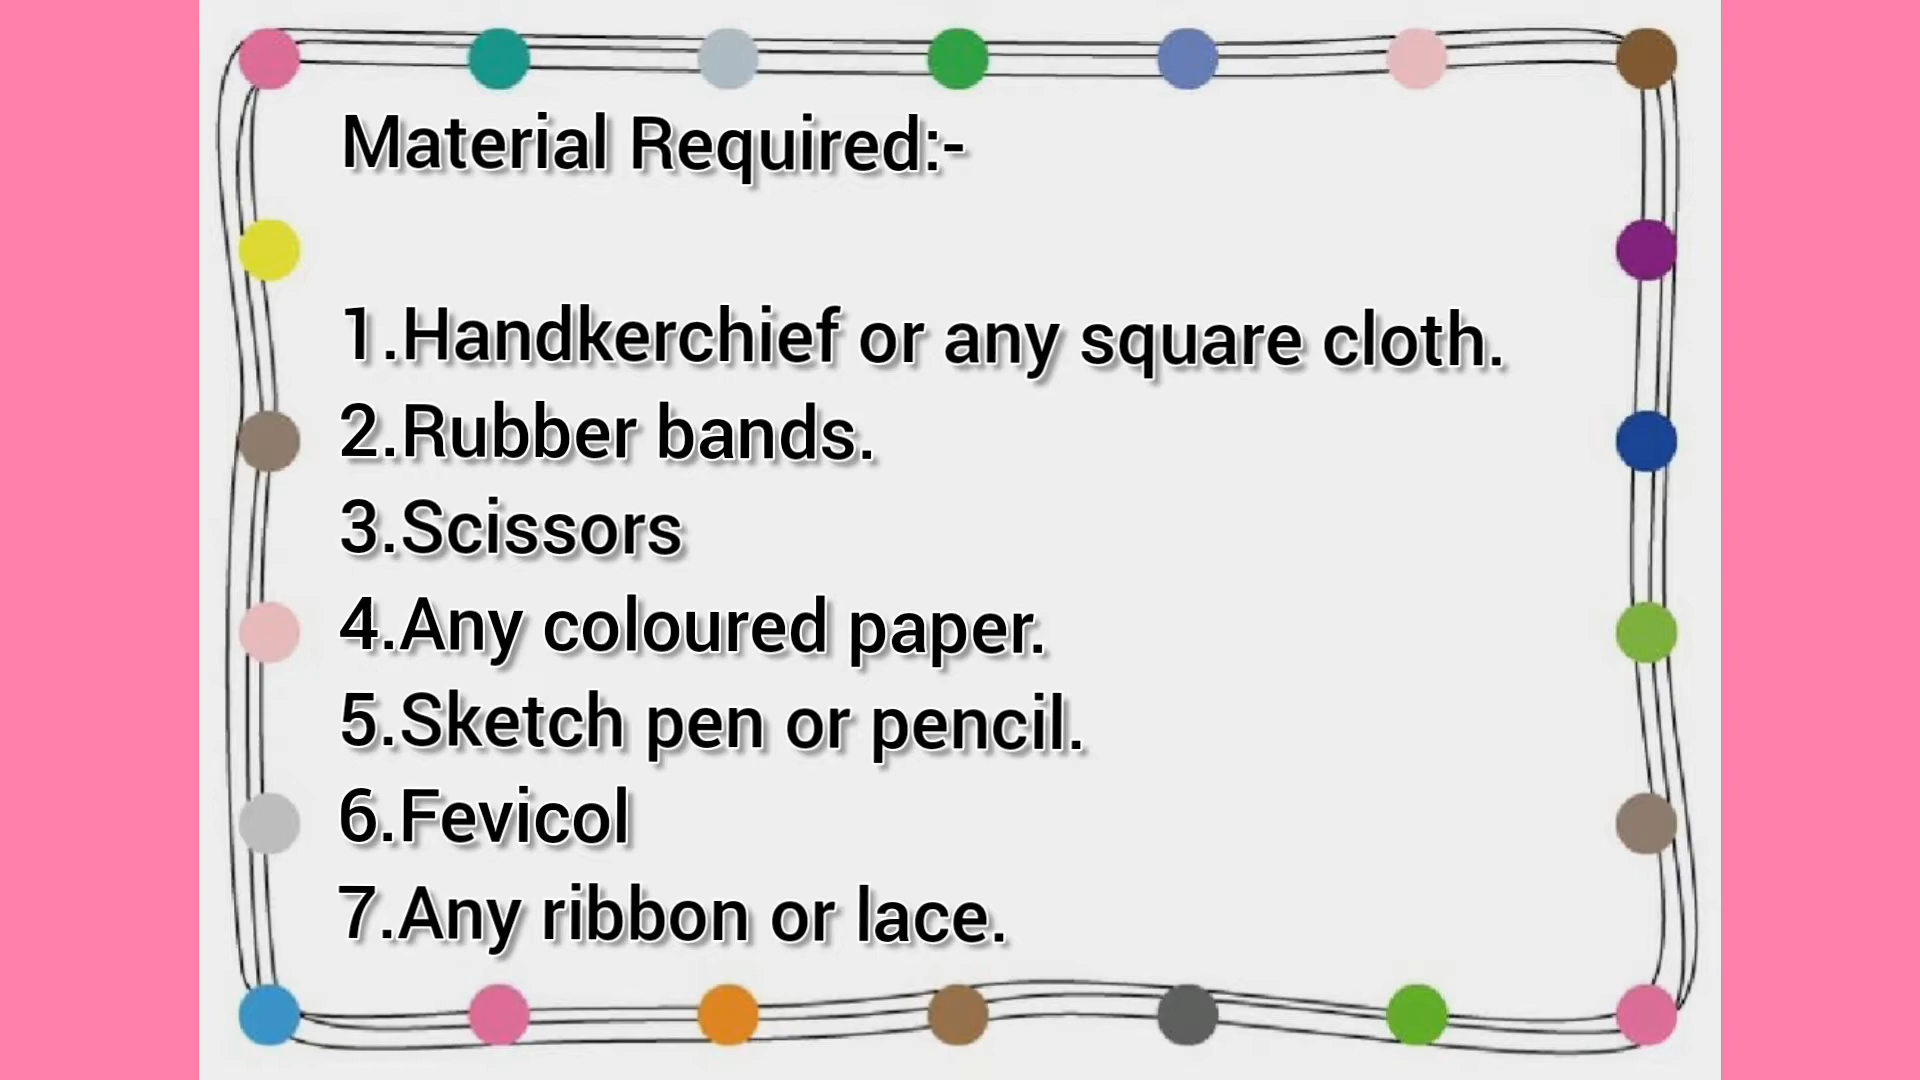 Material Required:-
1.Handkerchief or any square cloth.
2.Rubber bands.
3.Scissors
4.Any coloured paper.
5.Sketch pen or pencil.
6.Fevicol
7.Any ribbon or lace.